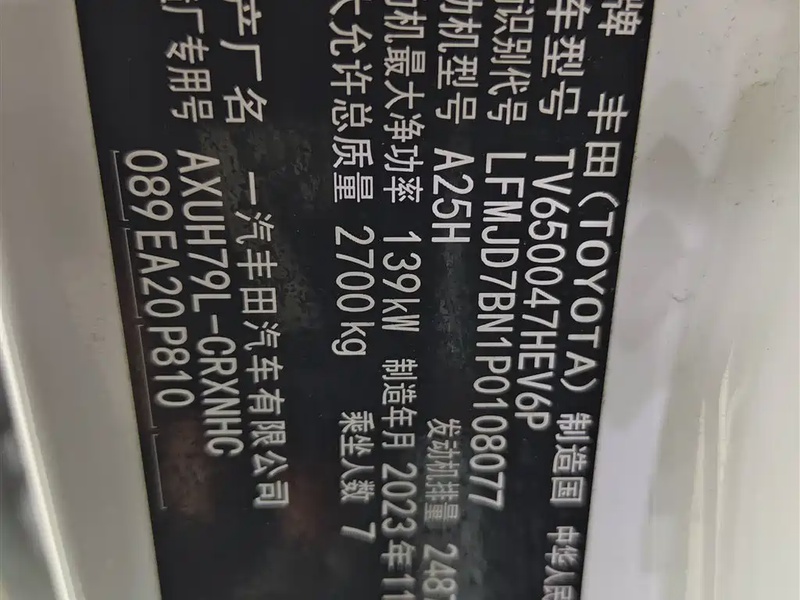 牌 丰田(TOYOTA) 制造国 中华人民
车型号 TV650047HEV6P
识别代号 LFMJD7BN1P0108077
动机型号 A25H 发动机排量 2487
机最大净功率 139kW 制造年月 2023年11
大允许总质量 2700kg 乘坐人数 7
产厂名 一汽丰田汽车有限公司
厂专用号 AXUH79L-CRXNHC
089 EA20 P810